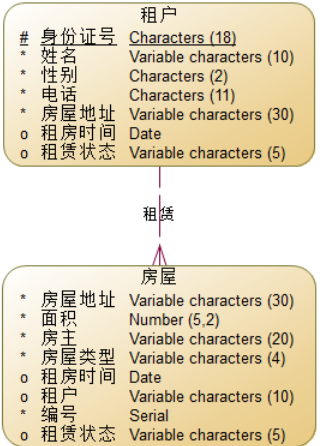 租户
# 身份证号 Characters (18)
* 姓名 Variable characters (10)
* 性别 Characters (2)
* 电话 Characters (11)
* 房屋地址 Variable characters (30)
o 租房时间 Date
o 租赁状态 Variable characters (5)
租赁
房屋
* 房屋地址 Variable characters (30)
* 面积 Number (5,2)
* 房主 Variable characters (20)
* 房屋类型 Variable characters (4)
o 租房时间 Date
o 租户 Variable characters (10)
* 编号 Serial
o 租赁状态 Variable characters (5)